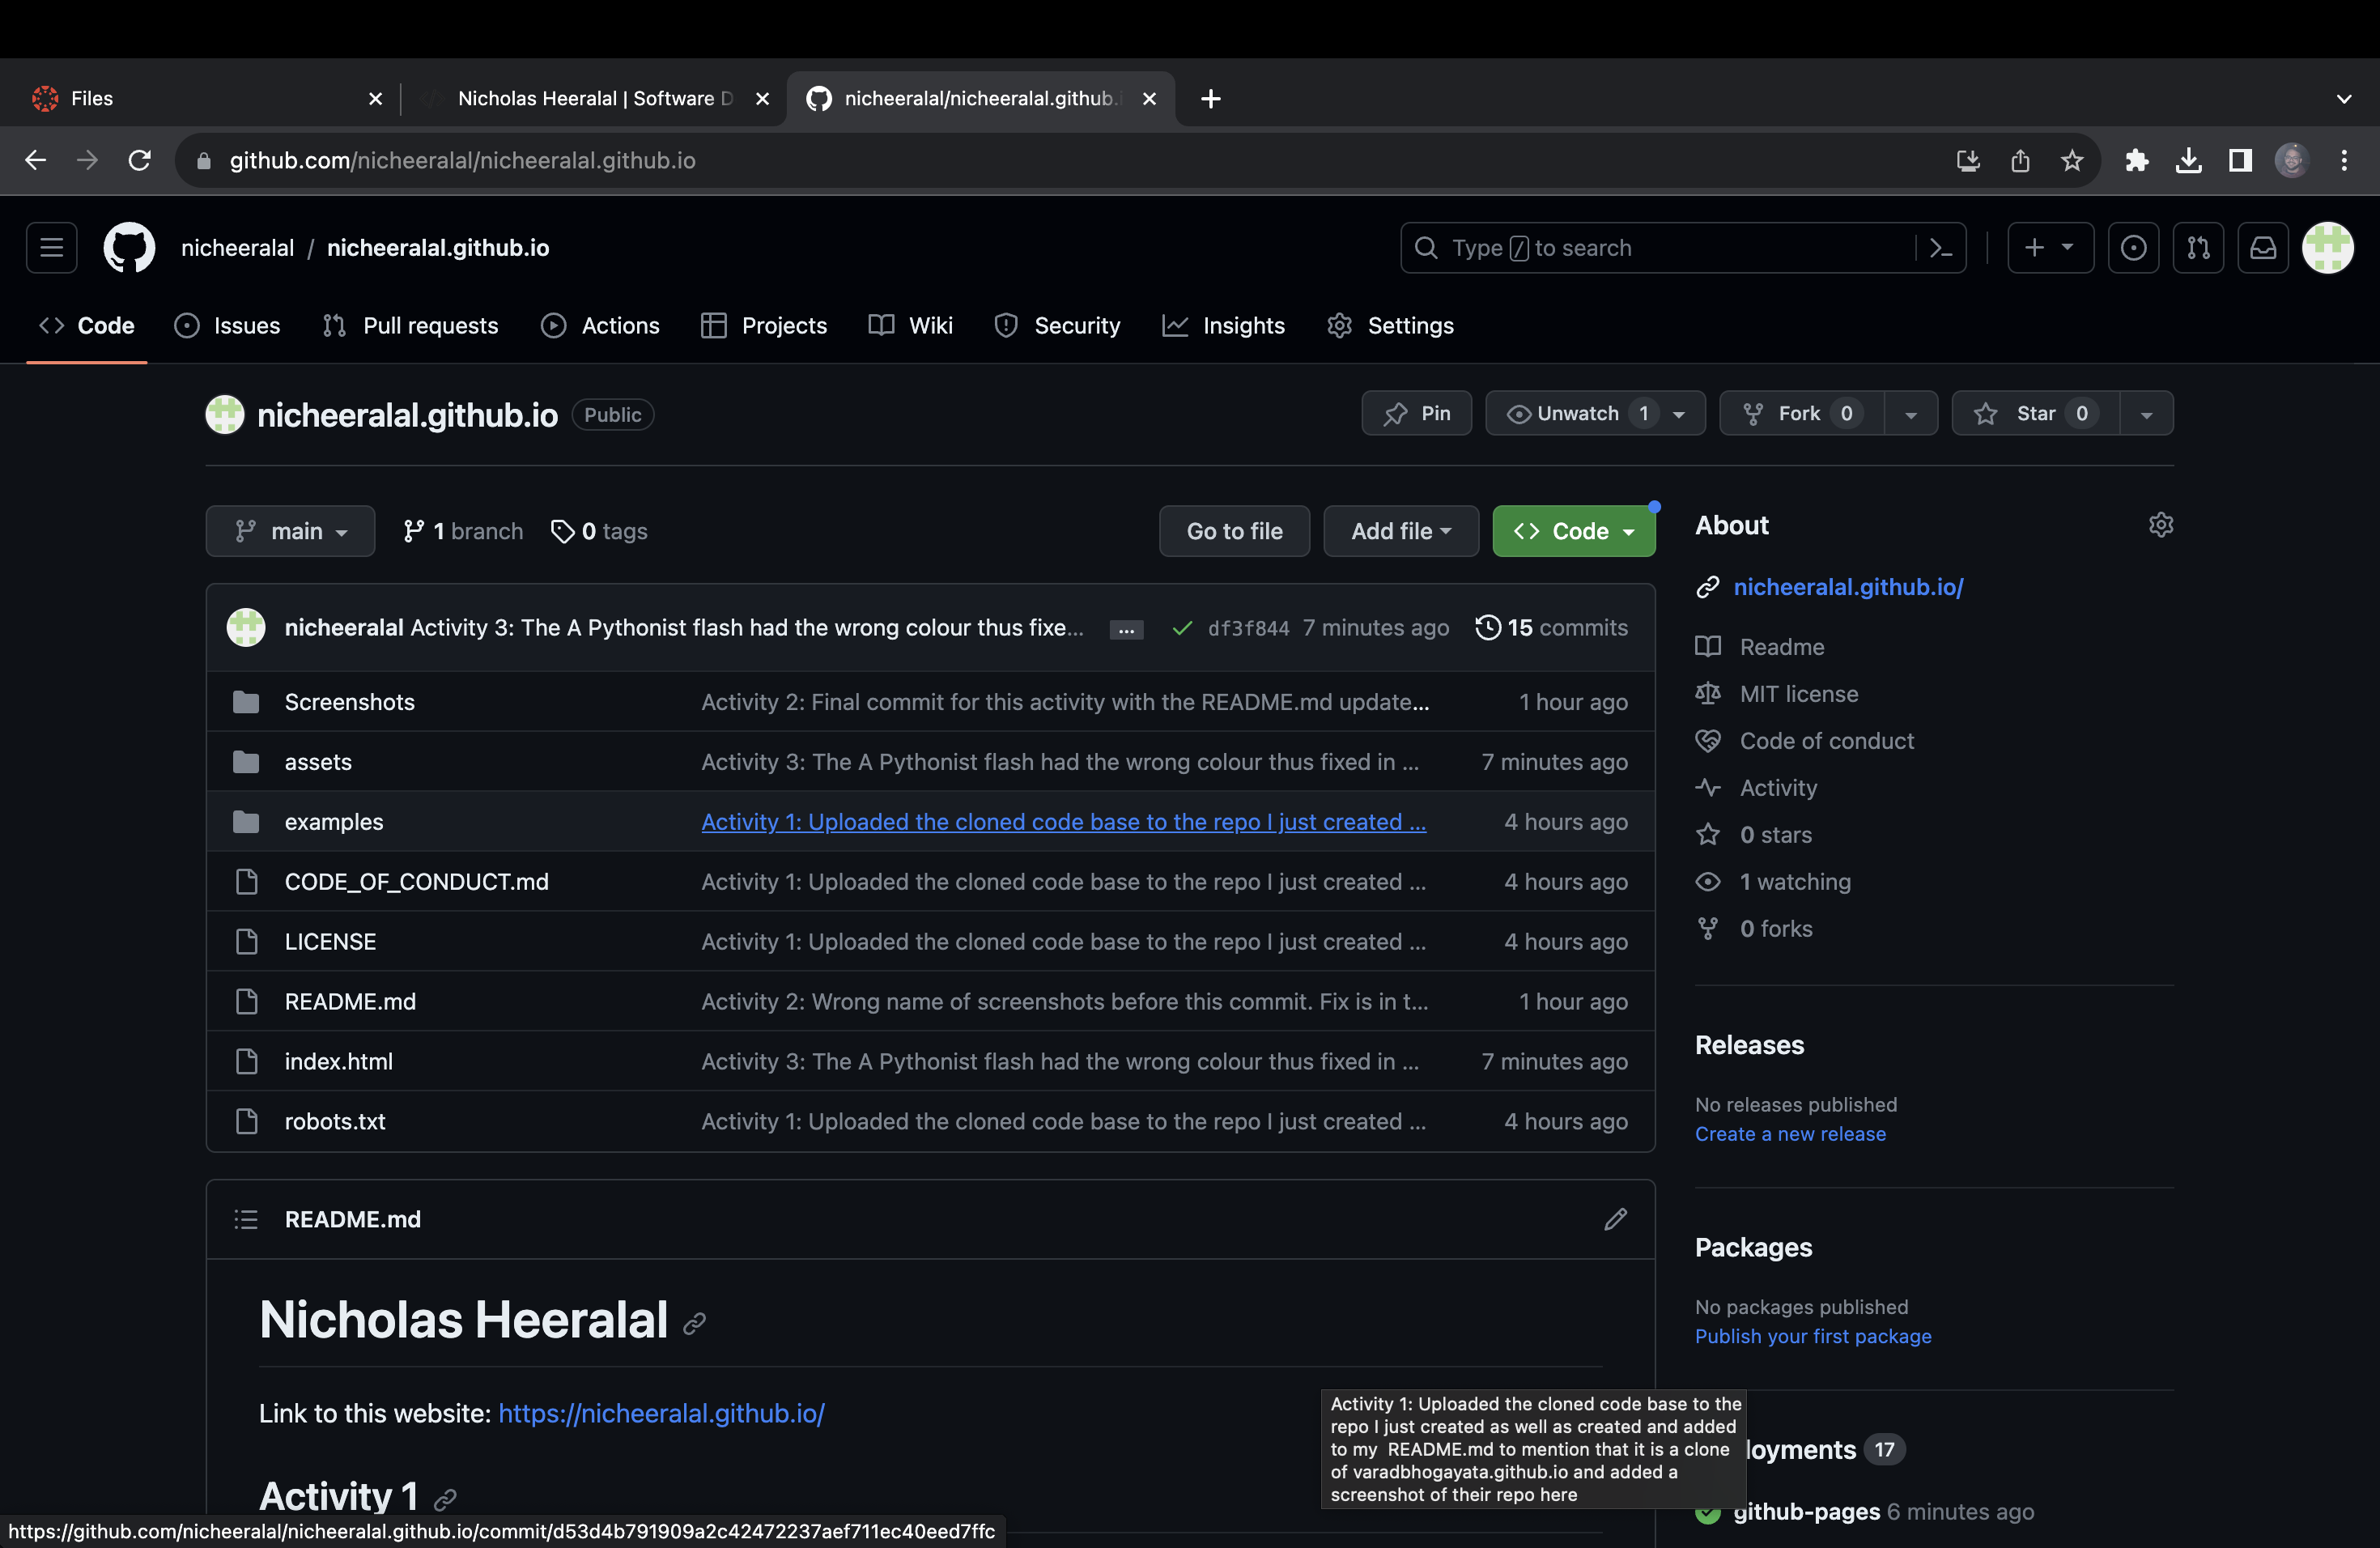 Files
Nicholas Heeralal | Software D
nicheeralal/nicheeralal.github.i
github.com/nicheeralal/nicheeralal.github.io
nicheeralal / nicheeralal.github.io
Type / to search
Code
Issues
Pull requests
Actions
Projects
Wiki
Security
Insights
Settings
nicheeralal.github.io Public
Pin
Unwatch 1
Fork 0
Star 0
main
1 branch
0 tags
Go to file
Add file
Code
nicheeralal Activity 3: The A Pythonist flash had the wrong colour thus fixe... ... df3f844 7 minutes ago 15 commits
Screenshots Activity 2: Final commit for this activity with the README.md update... 1 hour ago
assets Activity 3: The A Pythonist flash had the wrong colour thus fixed in ... 7 minutes ago
examples Activity 1: Uploaded the cloned code base to the repo I just created ... 4 hours ago
CODE_OF_CONDUCT.md Activity 1: Uploaded the cloned code base to the repo I just created ... 4 hours ago
LICENSE Activity 1: Uploaded the cloned code base to the repo I just created ... 4 hours ago
README.md Activity 2: Wrong name of screenshots before this commit. Fix is in t... 1 hour ago
index.html Activity 3: The A Pythonist flash had the wrong colour thus fixed in ... 7 minutes ago
robots.txt Activity 1: Uploaded the cloned code base to the repo I just created ... 4 hours ago
README.md
Nicholas Heeralal
Link to this website: https://nicheeralal.github.io/
Activity 1
About
nicheeralal.github.io/
Readme
MIT license
Code of conduct
Activity
0 stars
1 watching
0 forks
Releases
No releases published
Create a new release
Packages
No packages published
Publish your first package
loyments 17
github-pages 6 minutes ago
Activity 1: Uploaded the cloned code base to the
repo I just created as well as created and added
to my README.md to mention that it is a clone
of varadbhogayata.github.io and added a
screenshot of their repo here
https://github.com/nicheeralal/nicheeralal.github.io/commit/d53d4b791909a2c42472237aef711ec40eed7ffc